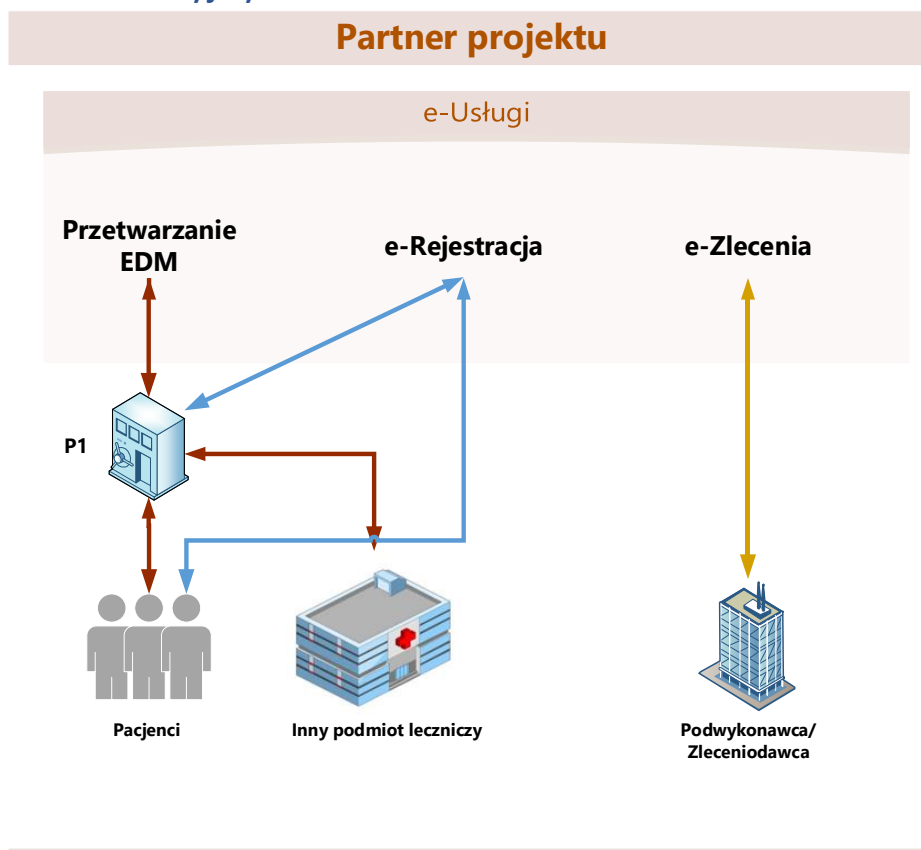 Partner projektu
e-Usługi
Przetwarzanie
EDM
e-Rejestracja
e-Zlecenia
P1
Pacjenci
Inny podmiot leczniczy
Podwykonawca/
Zleceniodawca